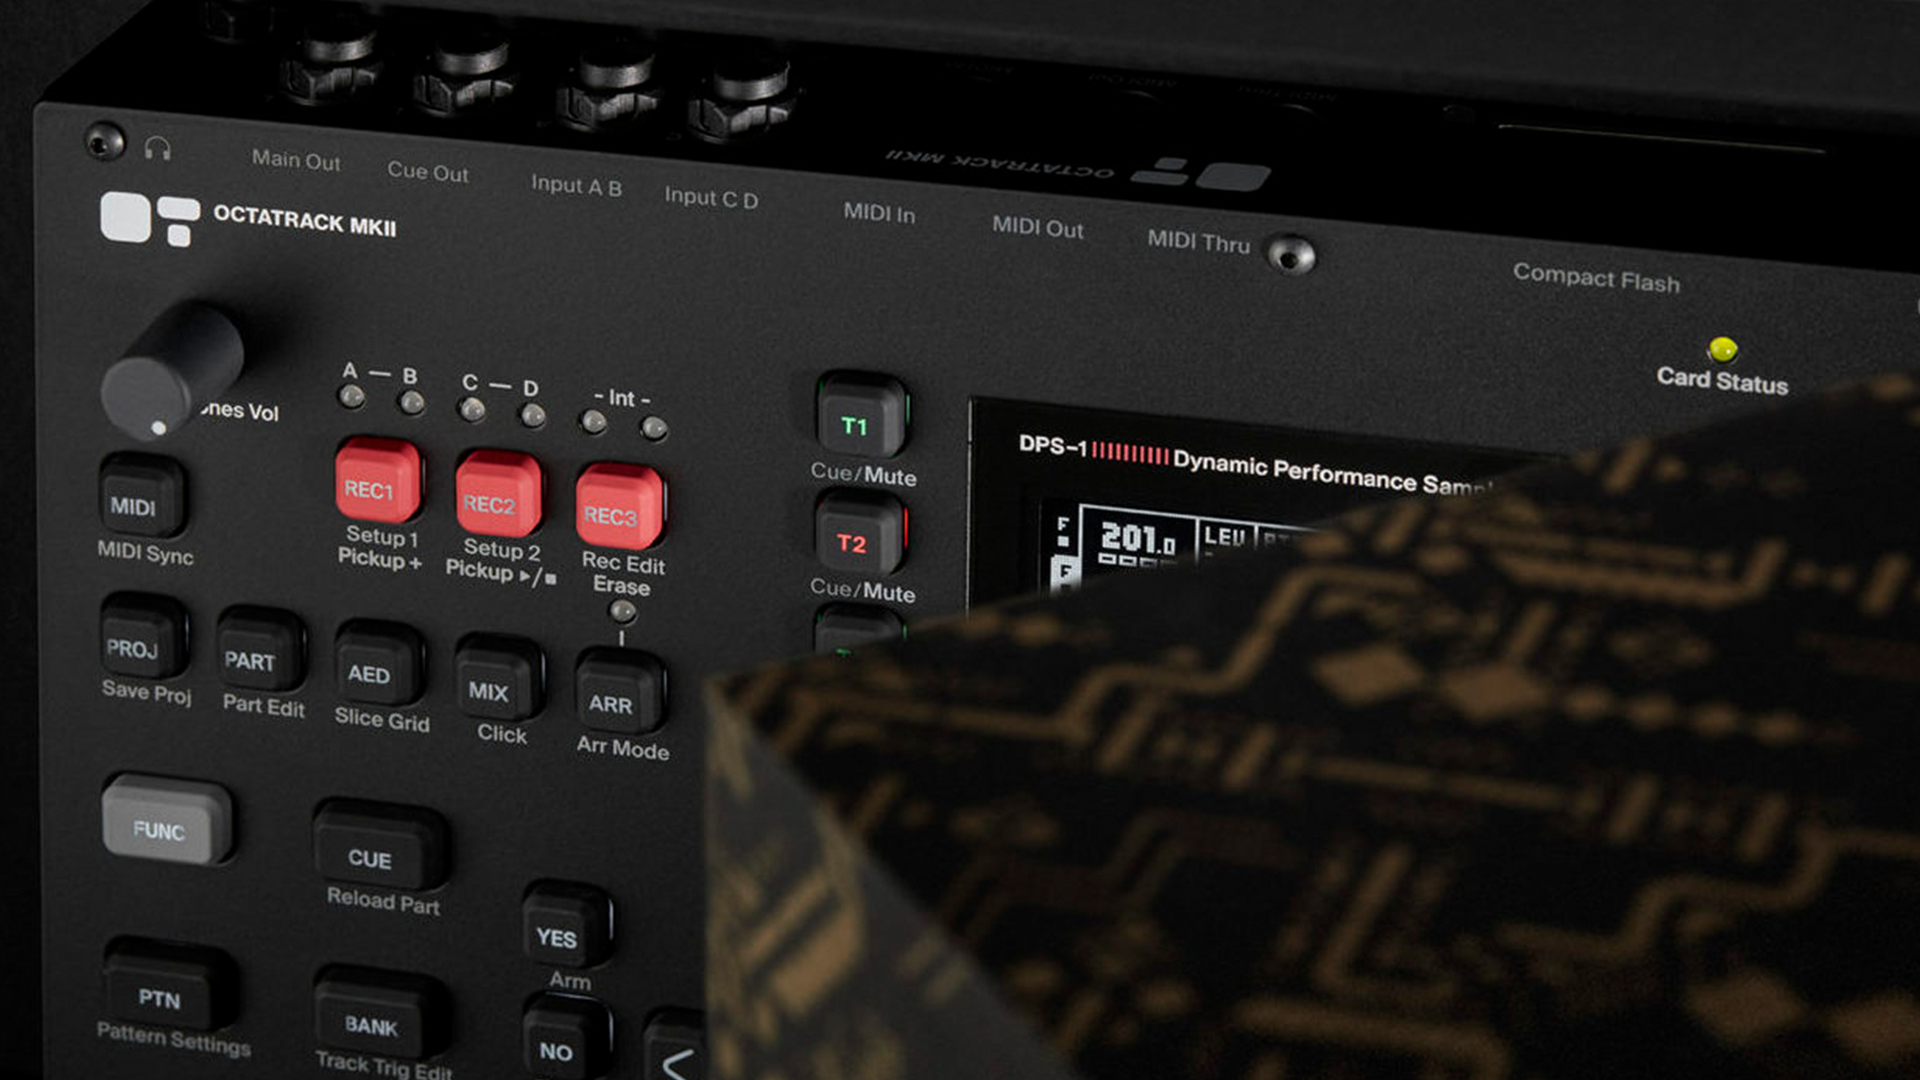 Main Out
Cue Out
Input A B
Input C D
MIDI In
MIDI Out
MIDI Thru
Compact Flash
OCTATRACK MKII
OCTATRACK MKII
Card Status
Vol
A — B
C — D
- Int -
T1
Cue/Mute
T2
Cue/Mute
DPS-1 Dynamic Performance
201.0
LEV
F
F
MIDI
MIDI Sync
REC1
Setup 1
Pickup +
REC2
Setup 2
Pickup ▶/■
REC3
Rec Edit
Erase
PROJ
Save Proj
PART
Part Edit
AED
Slice Grid
MIX
Click
ARR
Arr Mode
FUNC
CUE
Reload Part
YES
Arm
PTN
Pattern Settings
BANK
Track Trig Edit
NO
<